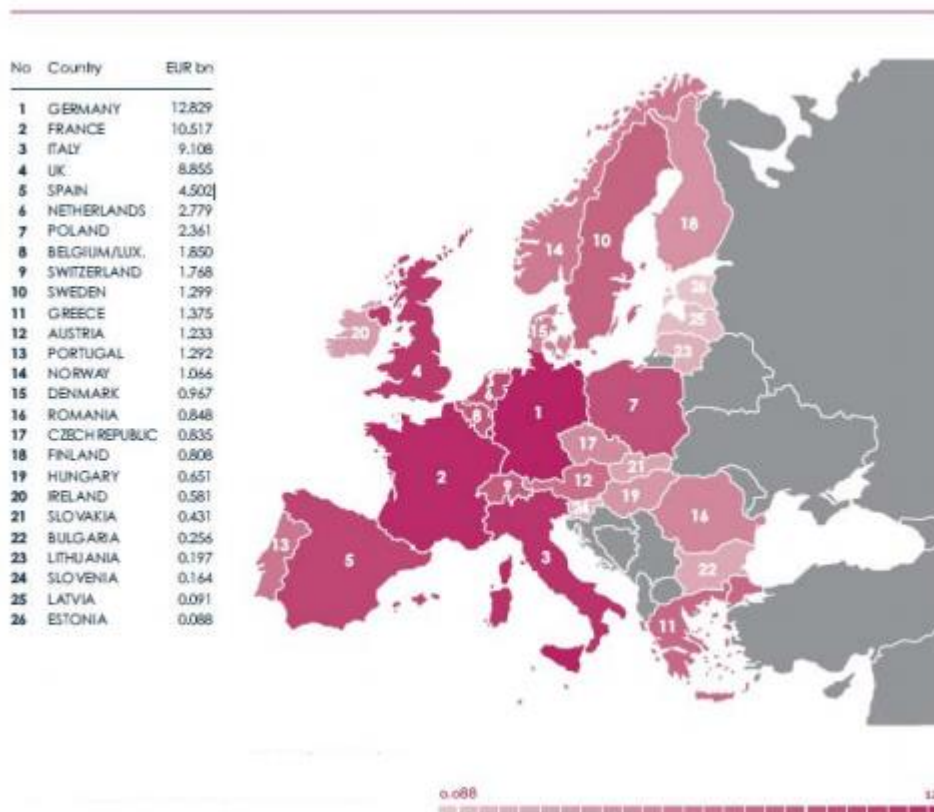 No Country EUR bn
1 GERMANY 12.829
2 FRANCE 10.517
3 ITALY 9.108
4 UK 8.855
5 SPAIN 4.502
6 NETHERLANDS 2.779
7 POLAND 2.361
8 BELGIUM/LUX. 1.850
9 SWITZERLAND 1.768
10 SWEDEN 1.299
11 GREECE 1.375
12 AUSTRIA 1.233
13 PORTUGAL 1.292
14 NORWAY 1.066
15 DENMARK 0.967
16 ROMANIA 0.848
17 CZECH REPUBLIC 0.835
18 FINLAND 0.808
19 HUNGARY 0.651
20 IRELAND 0.581
21 SLOVAKIA 0.431
22 BULGARIA 0.256
23 LITHUANIA 0.197
24 SLOVENIA 0.164
25 LATVIA 0.091
26 ESTONIA 0.088
18
14
10
26
25
15
23
20
4
6
1
7
8
17
21
2
9
12
19
24
16
13
5
3
22
11
0.088